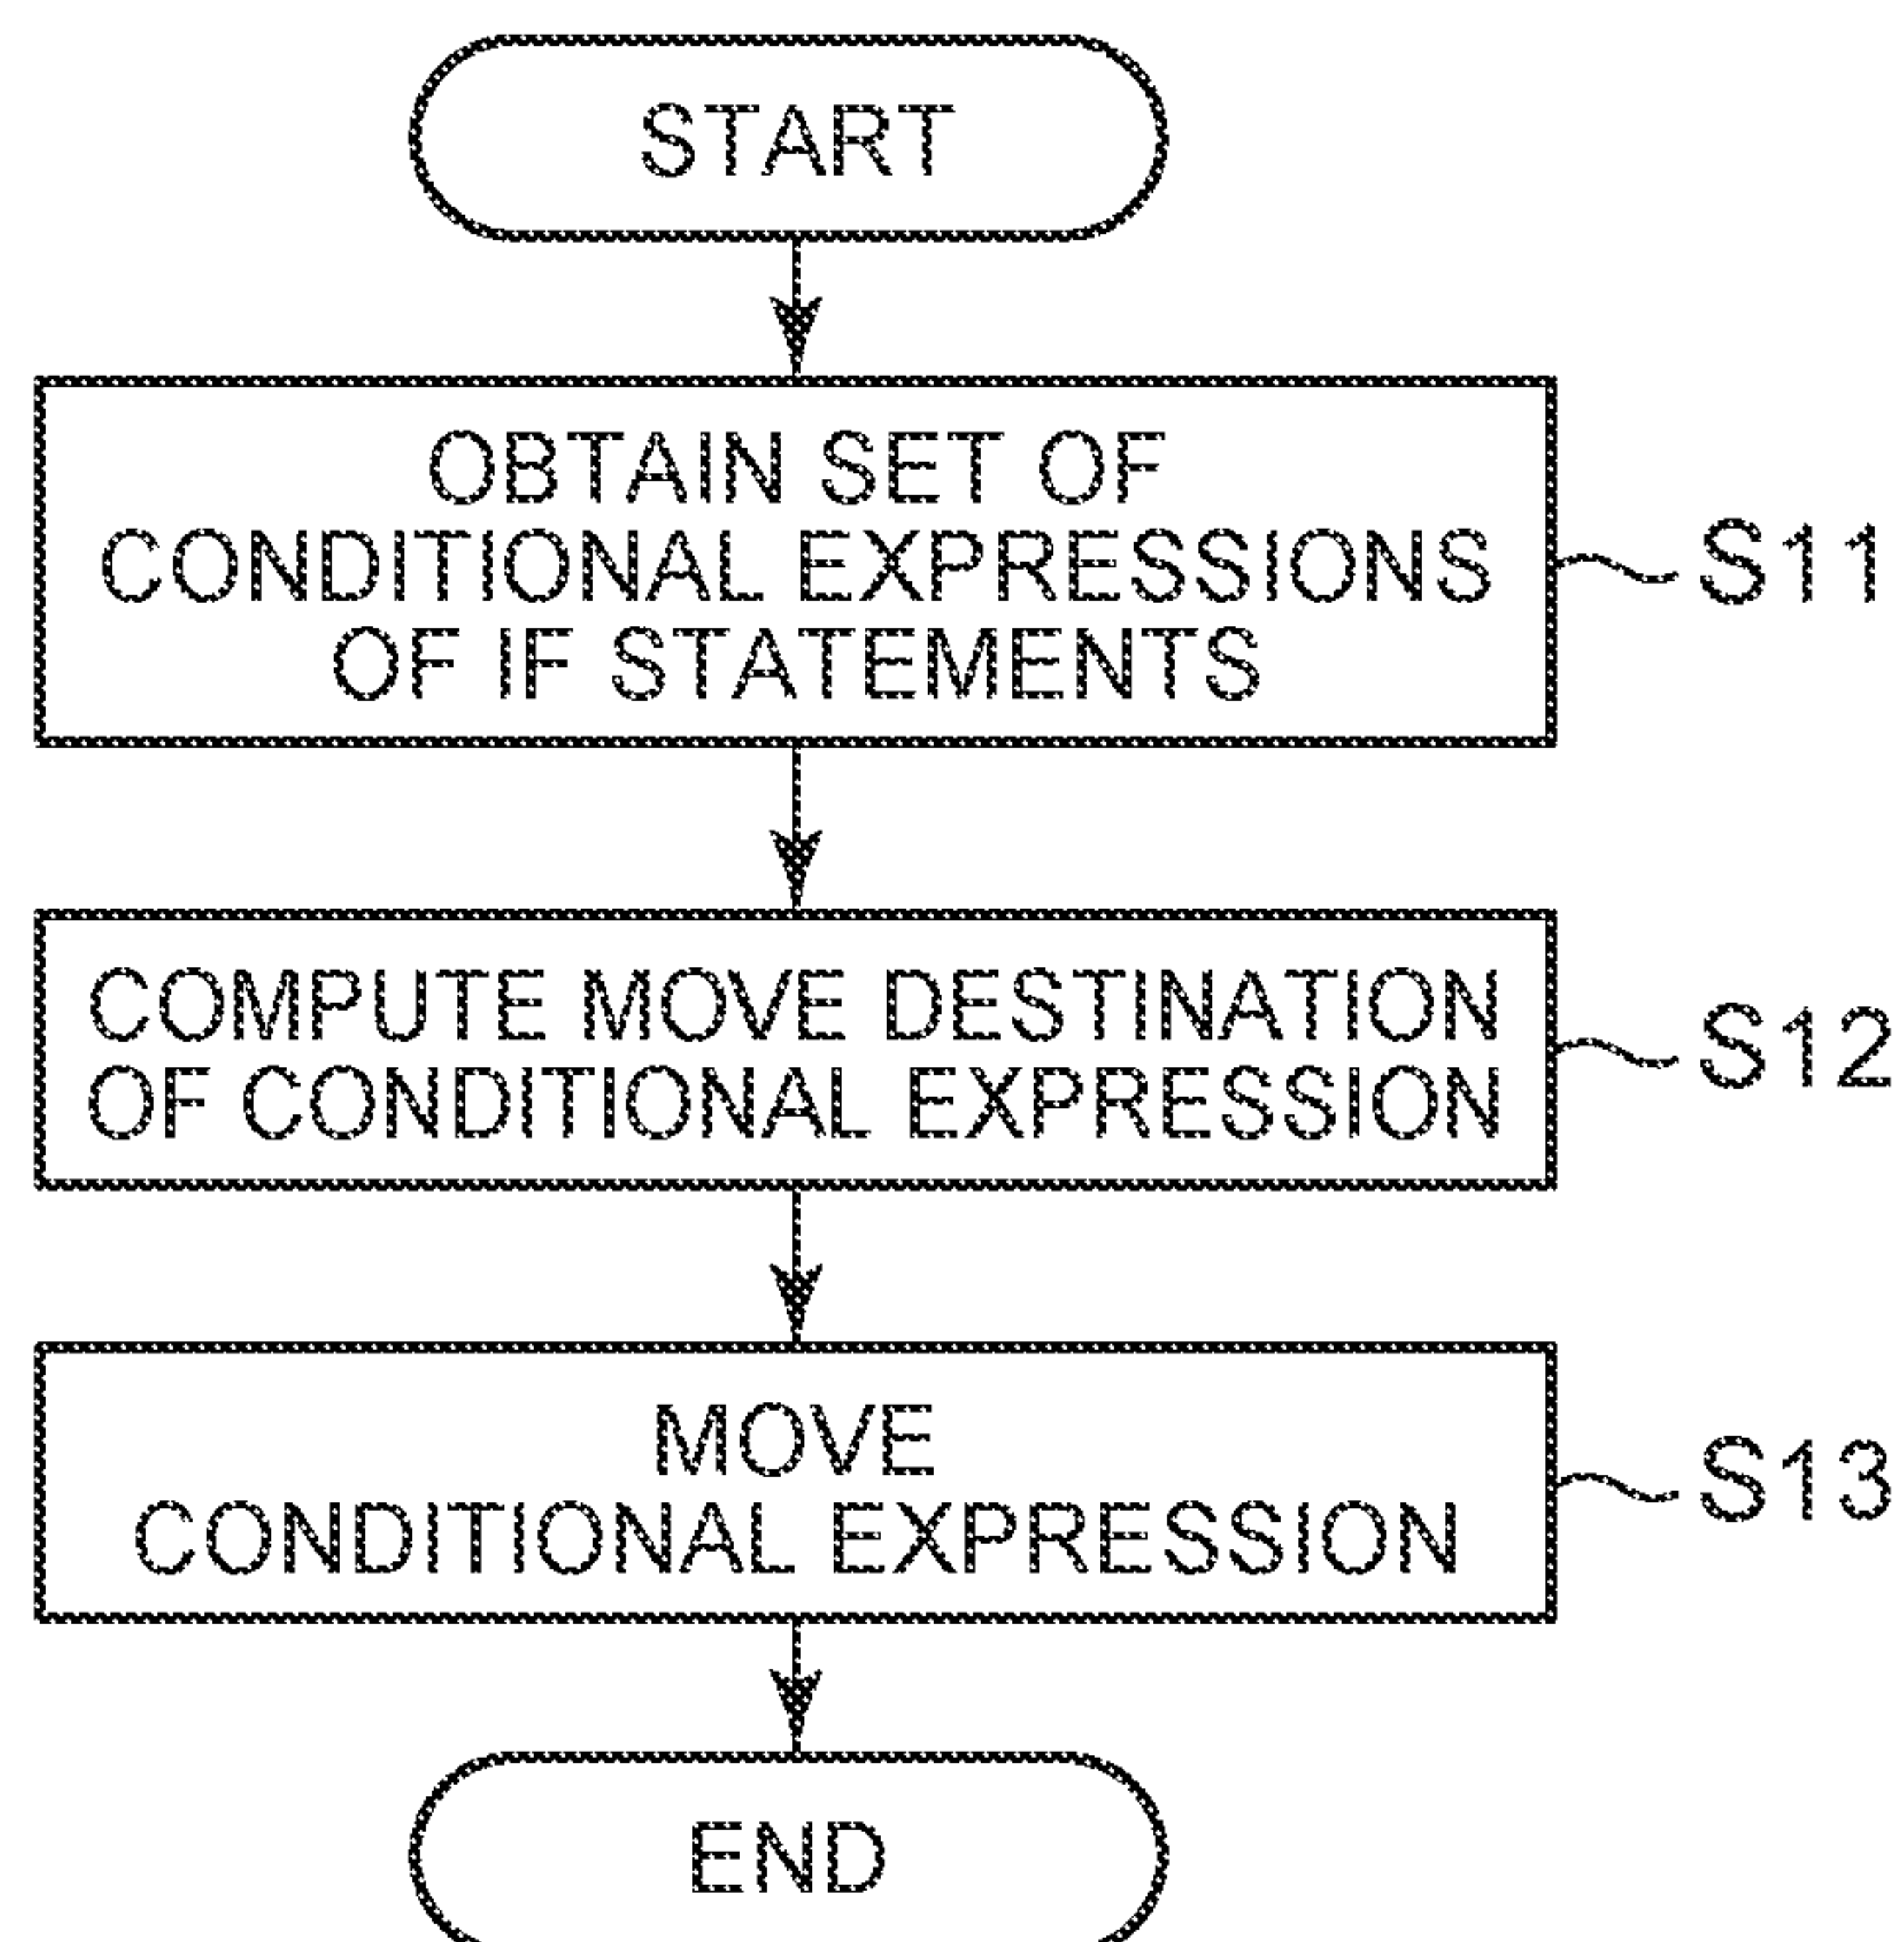 START
OBTAIN SET OF
CONDITIONAL EXPRESSIONS
OF IF STATEMENTS
S11
COMPUTE MOVE DESTINATION
OF CONDITIONAL EXPRESSION
S12
MOVE
CONDITIONAL EXPRESSION
S13
END